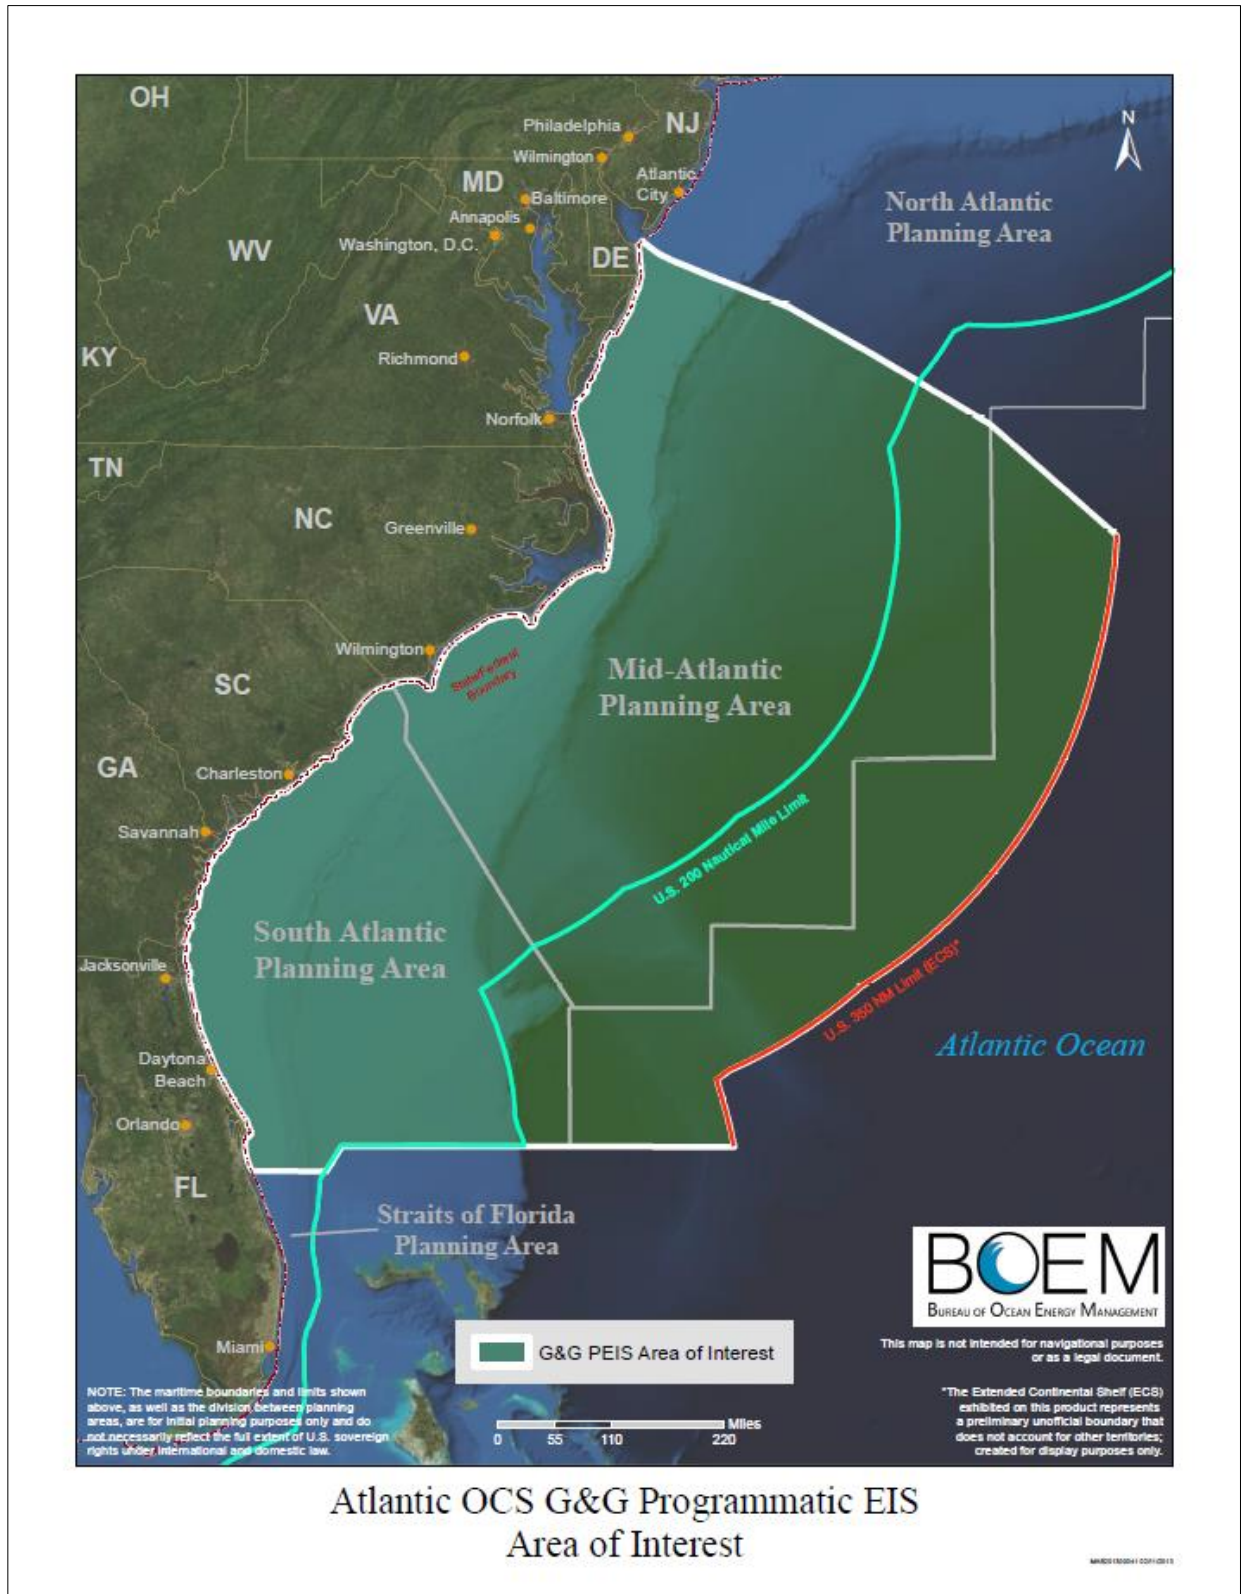 OH
Philadelphia
NJ
N
Wilmington
MD
Atlantic
City
Baltimore
North Atlantic
Planning Area
Annapolis
Washington, D.C.
WV
DE
VA
KY
Richmond
Norfolk
TN
NC
Greenville
Wilmington
State/Federal
Boundary
Mid-Atlantic
Planning Area
SC
GA
Charleston
Savannah
U.S. 200 Nautical Mile Limit
South Atlantic
Planning Area
Jacksonville
U.S. 350 NM Limit (ECS)*
Atlantic Ocean
Daytona
Beach
Orlando
FL
Straits of Florida
Planning Area
BOEM
BUREAU OF OCEAN ENERGY MANAGEMENT
Miami
G&G PEIS Area of Interest
This map is not intended for navigational purposes
or as a legal document.
NOTE: The maritime boundaries and limits shown
above, as well as the division between planning
areas, are for initial planning purposes only and do
not necessarily reflect the full extent of U.S. sovereign
rights under international and domestic law.
Miles
0 55 110 220
*The Extended Continental Shelf (ECS)
exhibited on this product represents
a preliminary unofficial boundary that
does not account for other territories;
created for display purposes only.
Atlantic OCS G&G Programmatic EIS
Area of Interest